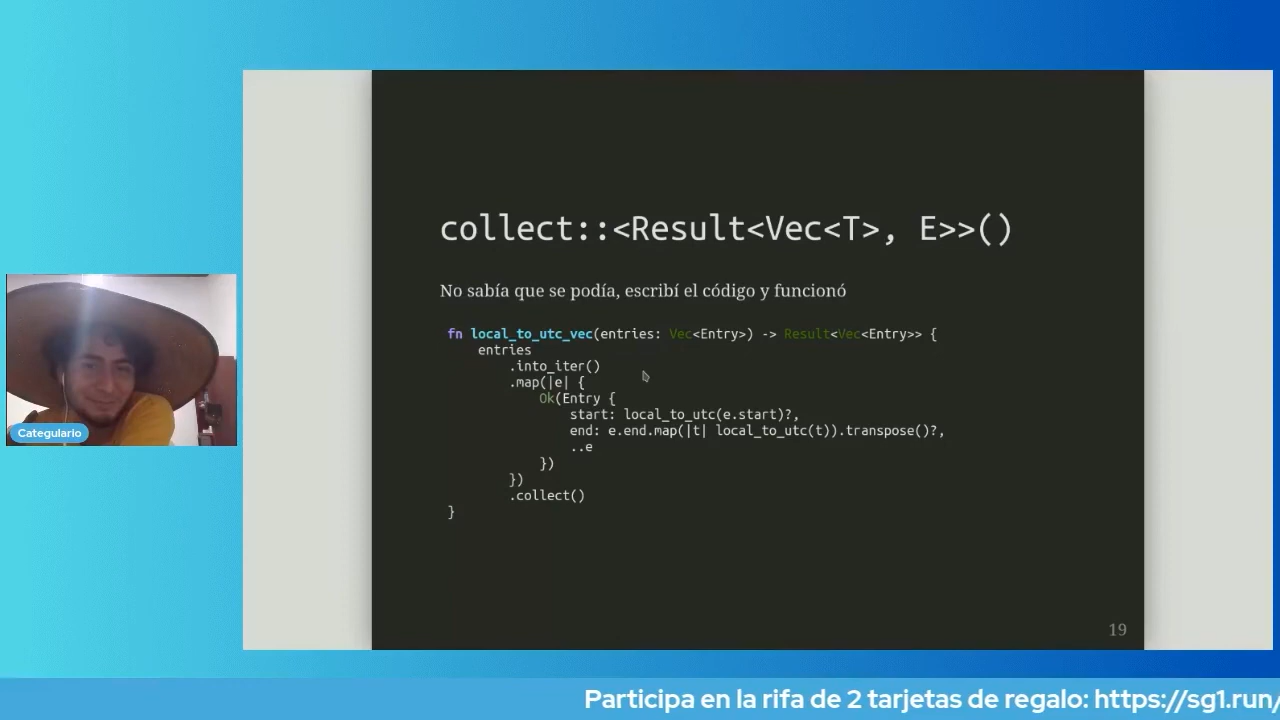 collect::<Result<Vec<T>, E>>()
No sabía que se podía, escribí el código y funcionó
fn local_to_utc_vec(entries: Vec<Entry>) -> Result<Vec<Entry>> {
    entries
        .into_iter()
        .map(|e| {
            Ok(Entry {
                start: local_to_utc(e.start)?,
                end: e.end.map(|t| local_to_utc(t)).transpose()?,
                ..e
            })
        })
        .collect()
}
19
Categulario
Participa en la rifa de 2 tarjetas de regalo: https://sg1.run/